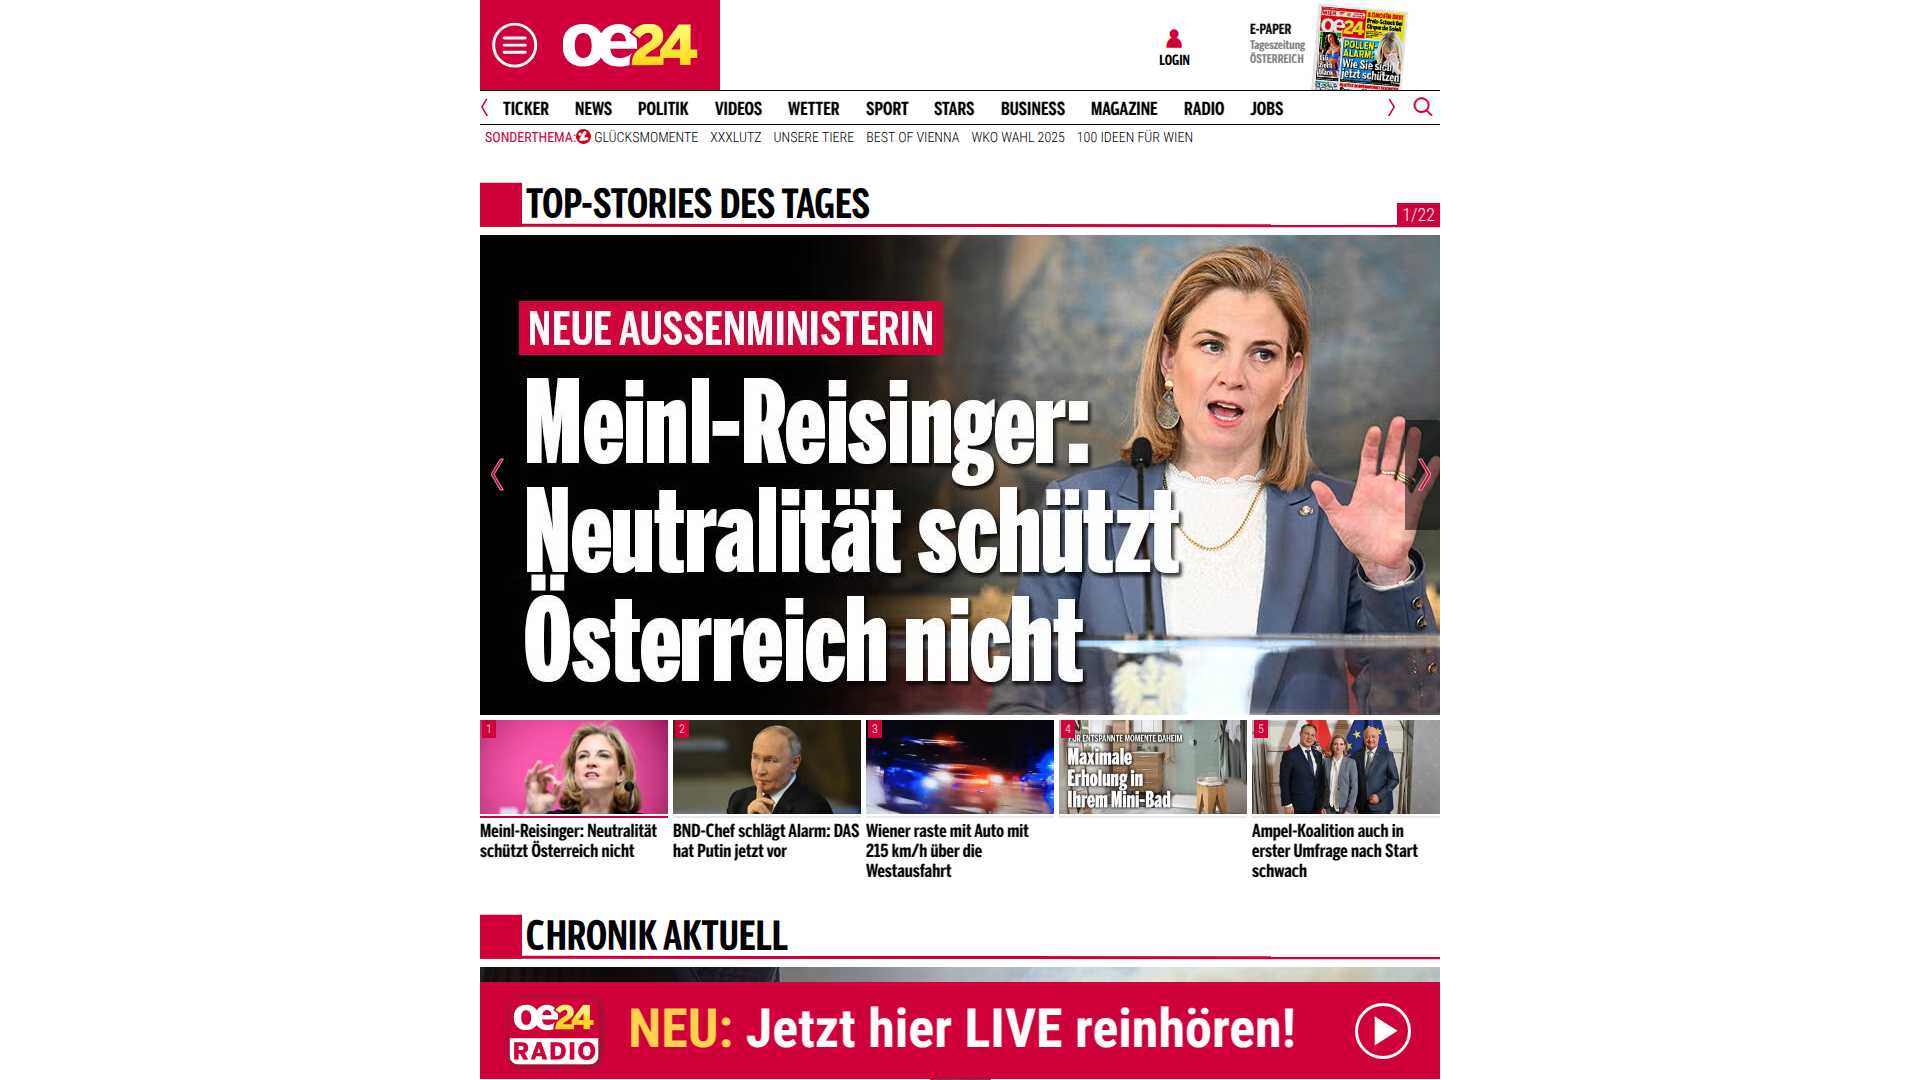 oe24
LOGIN
E-PAPER
Tageszeitung
ÖSTERREICH
oe24
POLLEN-
ALARM:
Wie Sie sich
jetzt schützen
TICKER NEWS POLITIK VIDEOS WETTER SPORT STARS BUSINESS MAGAZINE RADIO JOBS
SONDERTHEMA: GLÜCKSMOMENTE XXXLUTZ UNSERE TIERE BEST OF VIENNA WKO WAHL 2025 100 IDEEN FÜR WIEN
TOP-STORIES DES TAGES
1/22
NEUE AUSSENMINISTERIN
Meinl-Reisinger:
Neutralität schützt
Österreich nicht
1
2
3
4
5
FÜR ENTSPANNTE MOMENTE DAHEIM
Maximale
Erholung in
Ihrem Mini-Bad
Meinl-Reisinger: Neutralität
schützt Österreich nicht
BND-Chef schlägt Alarm: DAS
hat Putin jetzt vor
Wiener raste mit Auto mit
215 km/h über die
Westausfahrt
Ampel-Koalition auch in
erster Umfrage nach Start
schwach
CHRONIK AKTUELL
oe24
RADIO
NEU: Jetzt hier LIVE reinhören!